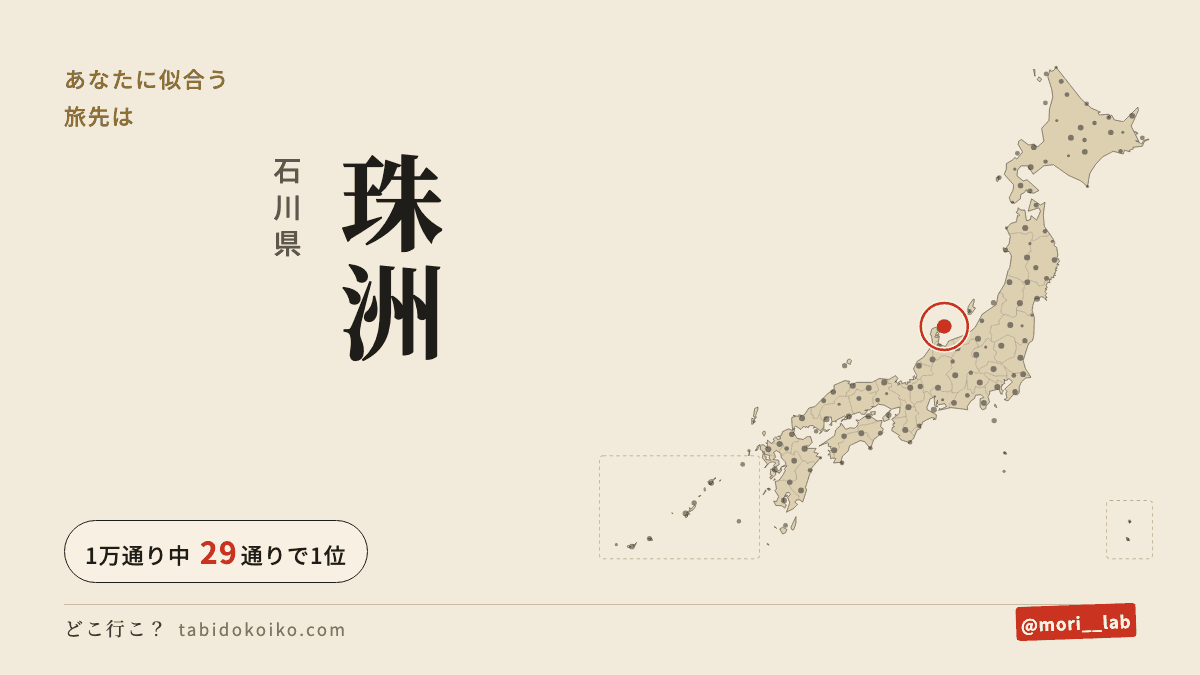 あなたに似合う
旅先は
珠洲
石川県
1万通り中 29通りで1位
どこ行こ？ tabidokoiko.com
@mori__lab